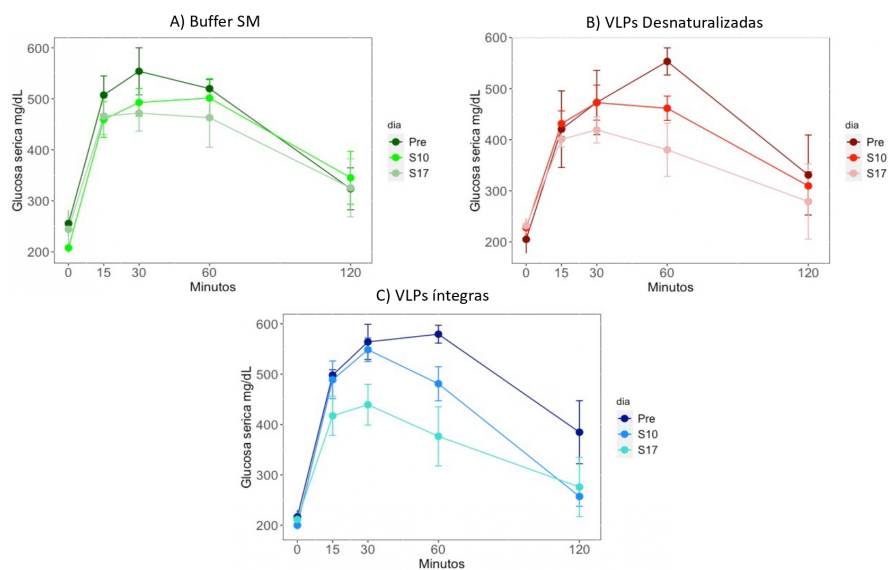 A) Buffer SM
600
500
400
300
200
Glucosa serica mg/dL
0 15 30 60 120
Minutos
dia
Pre
S10
S17
B) VLPs Desnaturalizadas
600
500
400
300
200
Glucosa serica mg/dL
0 15 30 60 120
Minutos
dia
Pre
S10
S17
C) VLPs íntegras
600
500
400
300
200
Glucosa serica mg/dL
0 15 30 60 120
Minutos
dia
Pre
S10
S17